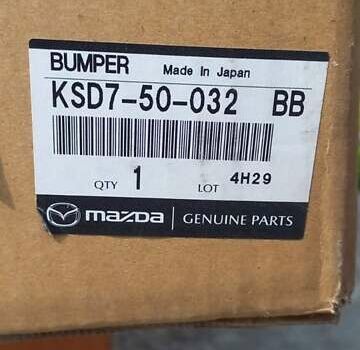 BUMPER Made In Japan
KSD7-50-032 BB
QTY 1 LOT 4H29
mazda GENUINE PARTS